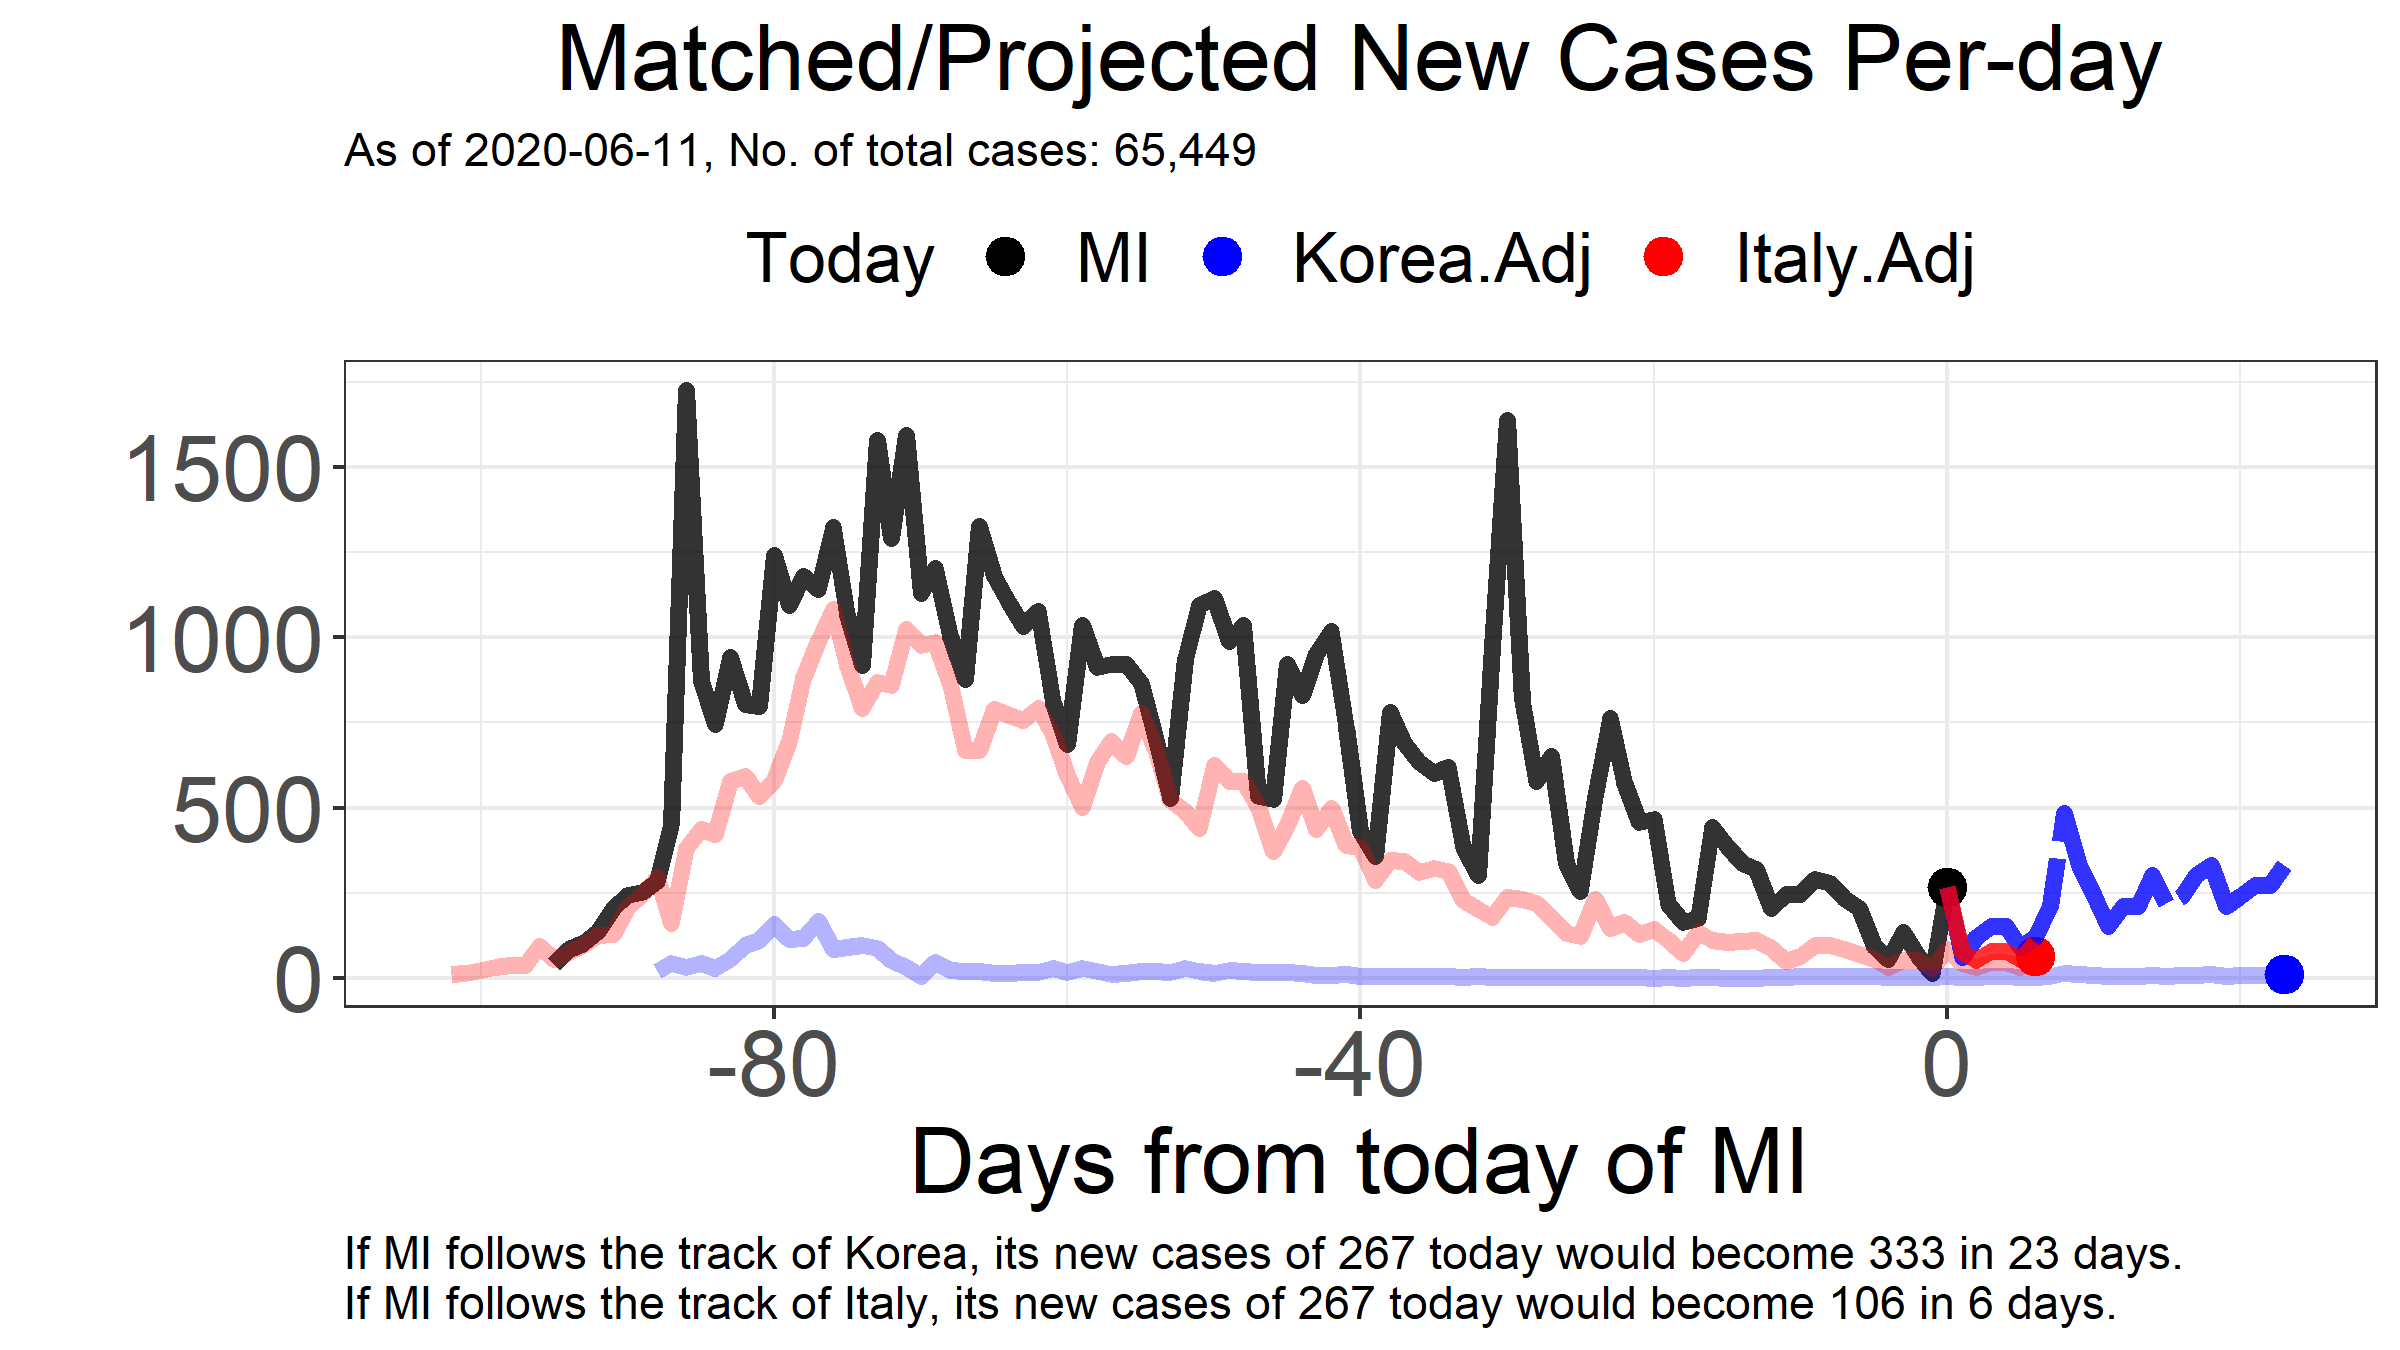 Matched/Projected New Cases Per-day
As of 2020-06-11, No. of total cases: 65,449
Today MI Korea.Adj Italy.Adj
1500
1000
500
0
-80 -40 0
Days from today of MI
If MI follows the track of Korea, its new cases of 267 today would become 333 in 23 days.
If MI follows the track of Italy, its new cases of 267 today would become 106 in 6 days.